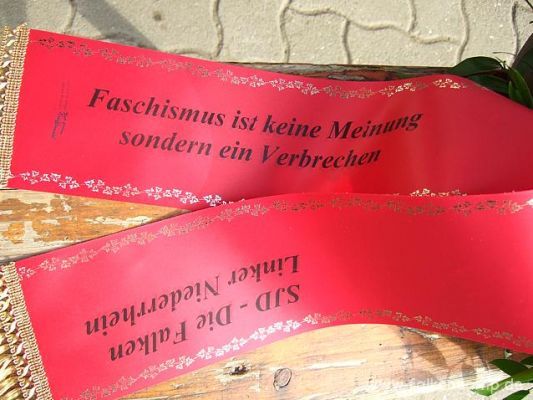 Faschismus ist keine Meinung
sondern ein Verbrechen
SJD - Die Falken
Linker Niederrhein